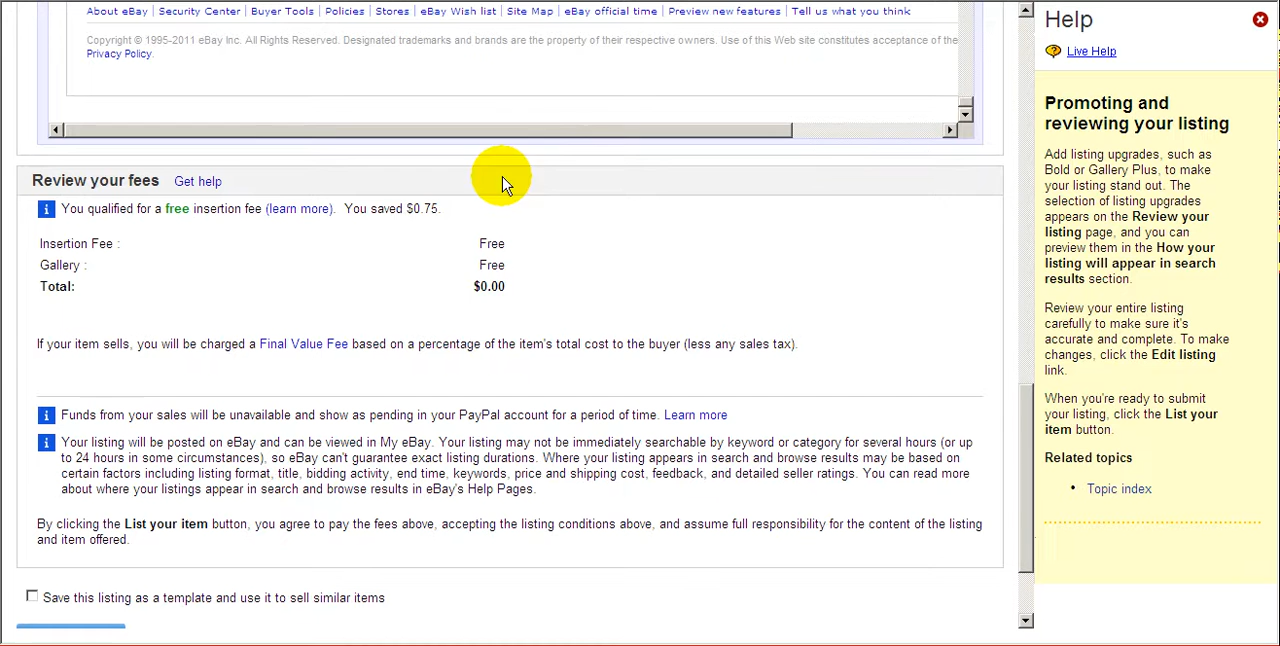 About eBay | Security Center | Buyer Tools | Policies | Stores | eBay Wish list | Site Map | eBay official time | Preview new features | Tell us what you think
Copyright © 1995-2011 eBay Inc. All Rights Reserved. Designated trademarks and brands are the property of their respective owners. Use of this Web site constitutes acceptance of the
Privacy Policy.
Review your fees Get help
You qualified for a free insertion fee (learn more). You saved $0.75.
Insertion Fee : Free
Gallery : Free
Total: $0.00
If your item sells, you will be charged a Final Value Fee based on a percentage of the item's total cost to the buyer (less any sales tax).
Funds from your sales will be unavailable and show as pending in your PayPal account for a period of time. Learn more
Your listing will be posted on eBay and can be viewed in My eBay. Your listing may not be immediately searchable by keyword or category for several hours (or up
to 24 hours in some circumstances), so eBay can't guarantee exact listing durations. Where your listing appears in search and browse results may be based on
certain factors including listing format, title, bidding activity, end time, keywords, price and shipping cost, feedback, and detailed seller ratings. You can read more
about where your listings appear in search and browse results in eBay's Help Pages.
By clicking the List your item button, you agree to pay the fees above, accepting the listing conditions above, and assume full responsibility for the content of the listing
and item offered.
Save this listing as a template and use it to sell similar items
Help
Live Help
Promoting and
reviewing your listing
Add listing upgrades, such as
Bold or Gallery Plus, to make
your listing stand out. The
selection of listing upgrades
appears on the Review your
listing page, and you can
preview them in the How your
listing will appear in search
results section.
Review your entire listing
carefully to make sure it's
accurate and complete. To make
changes, click the Edit listing
link.
When you're ready to submit
your listing, click the List your
item button.
Related topics
• Topic index